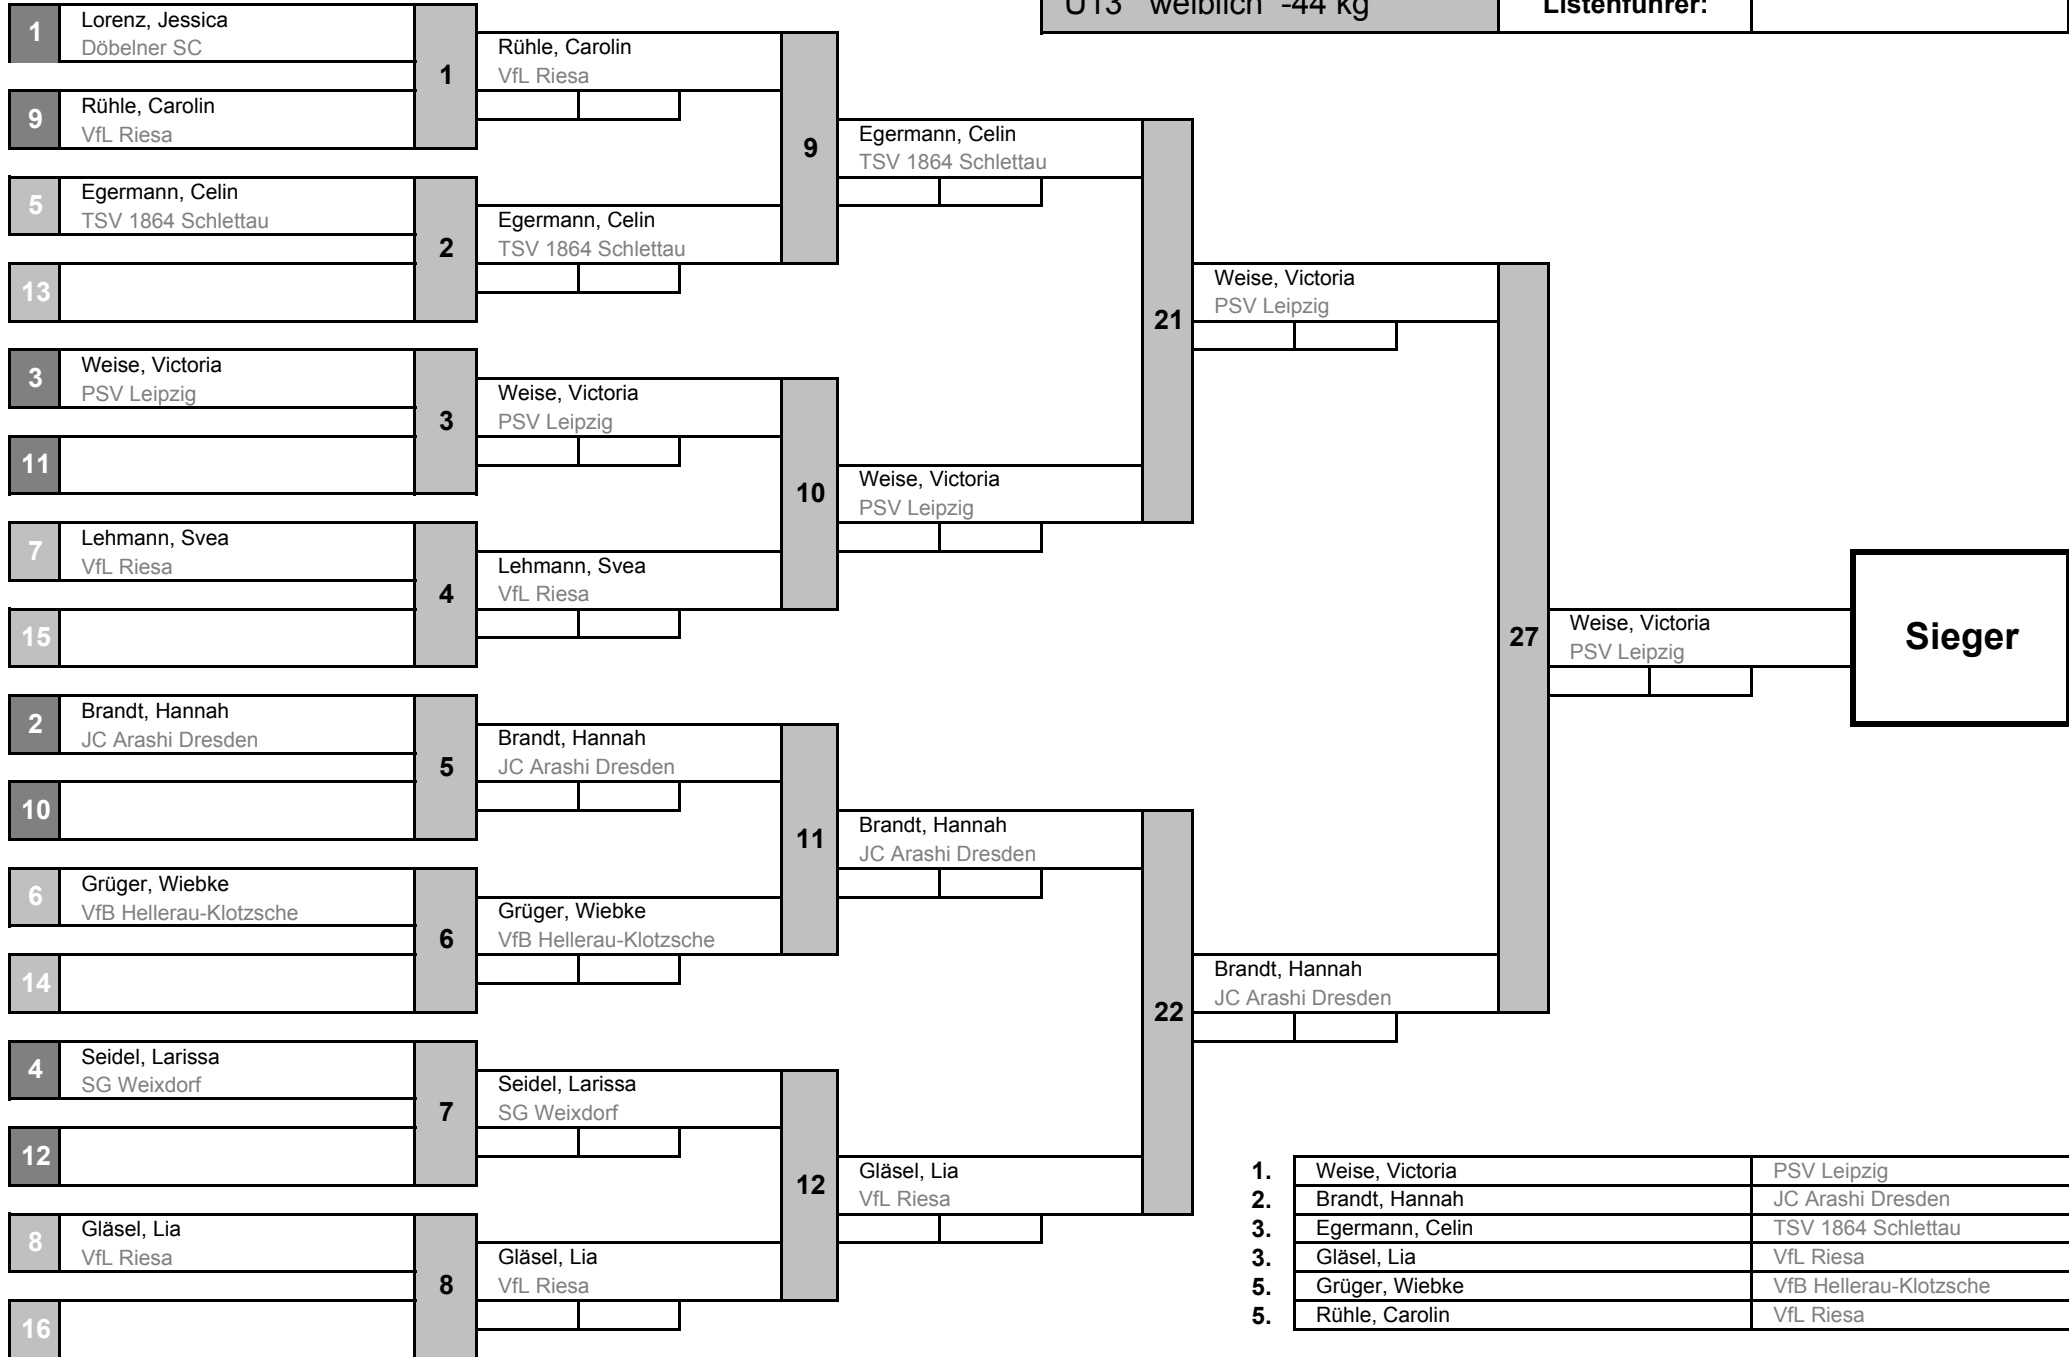 U13 weiblich -44 kg Listenführer:
1 Lorenz, Jessica
Döbelner SC
1
9 Rühle, Carolin
VfL Riesa
5 Egermann, Celin
TSV 1864 Schlettau
2
13
3 Weise, Victoria
PSV Leipzig
3
11
7 Lehmann, Svea
VfL Riesa
4
15
2 Brandt, Hannah
JC Arashi Dresden
5
10
6 Grüger, Wiebke
VfB Hellerau-Klotzsche
6
14
4 Seidel, Larissa
SG Weixdorf
7
12
8 Gläsel, Lia
VfL Riesa
8
16
Rühle, Carolin
VfL Riesa
9
Egermann, Celin
TSV 1864 Schlettau
Weise, Victoria
PSV Leipzig
10
Lehmann, Svea
VfL Riesa
Brandt, Hannah
JC Arashi Dresden
11
Grüger, Wiebke
VfB Hellerau-Klotzsche
Seidel, Larissa
SG Weixdorf
12
Gläsel, Lia
VfL Riesa
Egermann, Celin
TSV 1864 Schlettau
21
Weise, Victoria
PSV Leipzig
Brandt, Hannah
JC Arashi Dresden
22
Gläsel, Lia
VfL Riesa
Weise, Victoria
PSV Leipzig
27
Brandt, Hannah
JC Arashi Dresden
Weise, Victoria
PSV Leipzig
Sieger
1. Weise, Victoria PSV Leipzig
2. Brandt, Hannah JC Arashi Dresden
3. Egermann, Celin TSV 1864 Schlettau
3. Gläsel, Lia VfL Riesa
5. Grüger, Wiebke VfB Hellerau-Klotzsche
5. Rühle, Carolin VfL Riesa